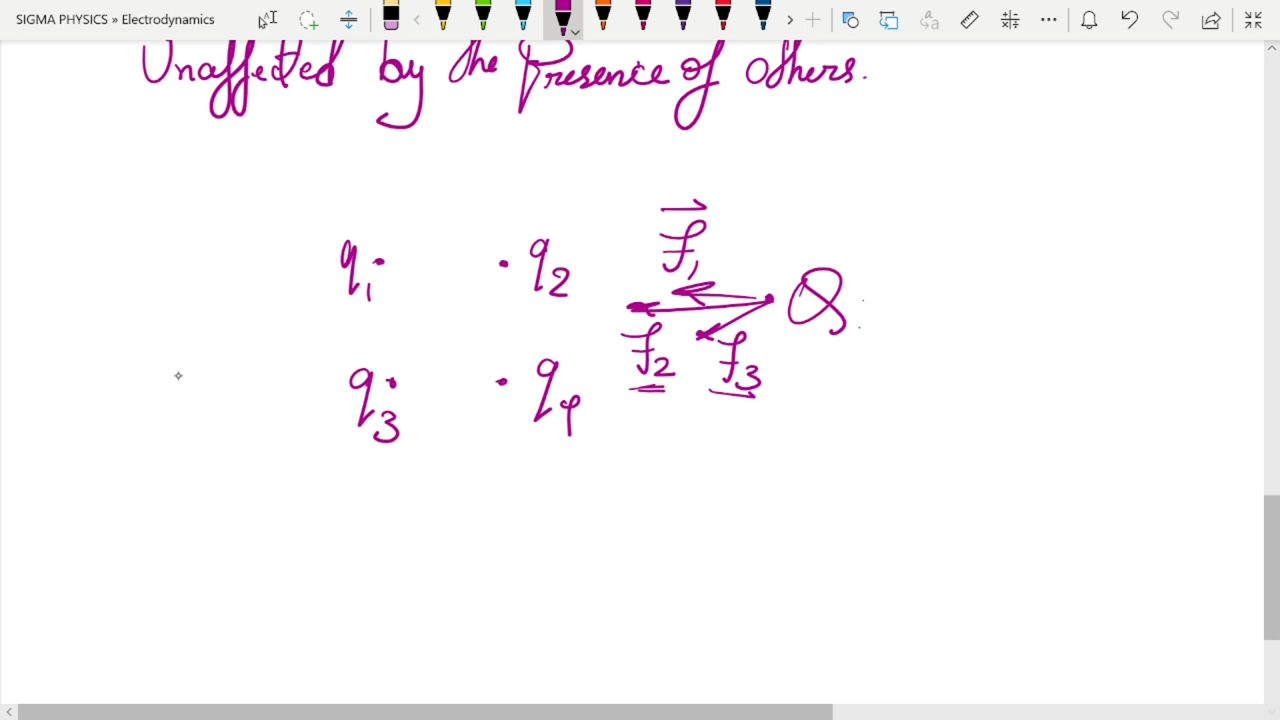 SIGMA PHYSICS » Electrodynamics
Unaffected by the Presence of others.
f₁
q₁ q₂ Q
f₂ f₃
q₃ q₄